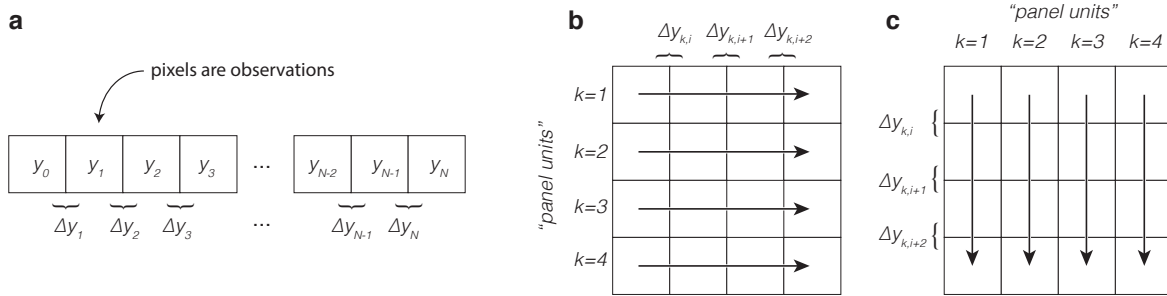 a
pixels are observations
y0 y1 y2 y3 ... yN-2 yN-1 yN
Δy1 Δy2 Δy3 ... ΔyN-1 ΔyN
b
Δyk,i Δyk,i+1 Δyk,i+2
"panel units"
k=1
k=2
k=3
k=4
c
"panel units"
k=1 k=2 k=3 k=4
Δyk,i
Δyk,i+1
Δyk,i+2